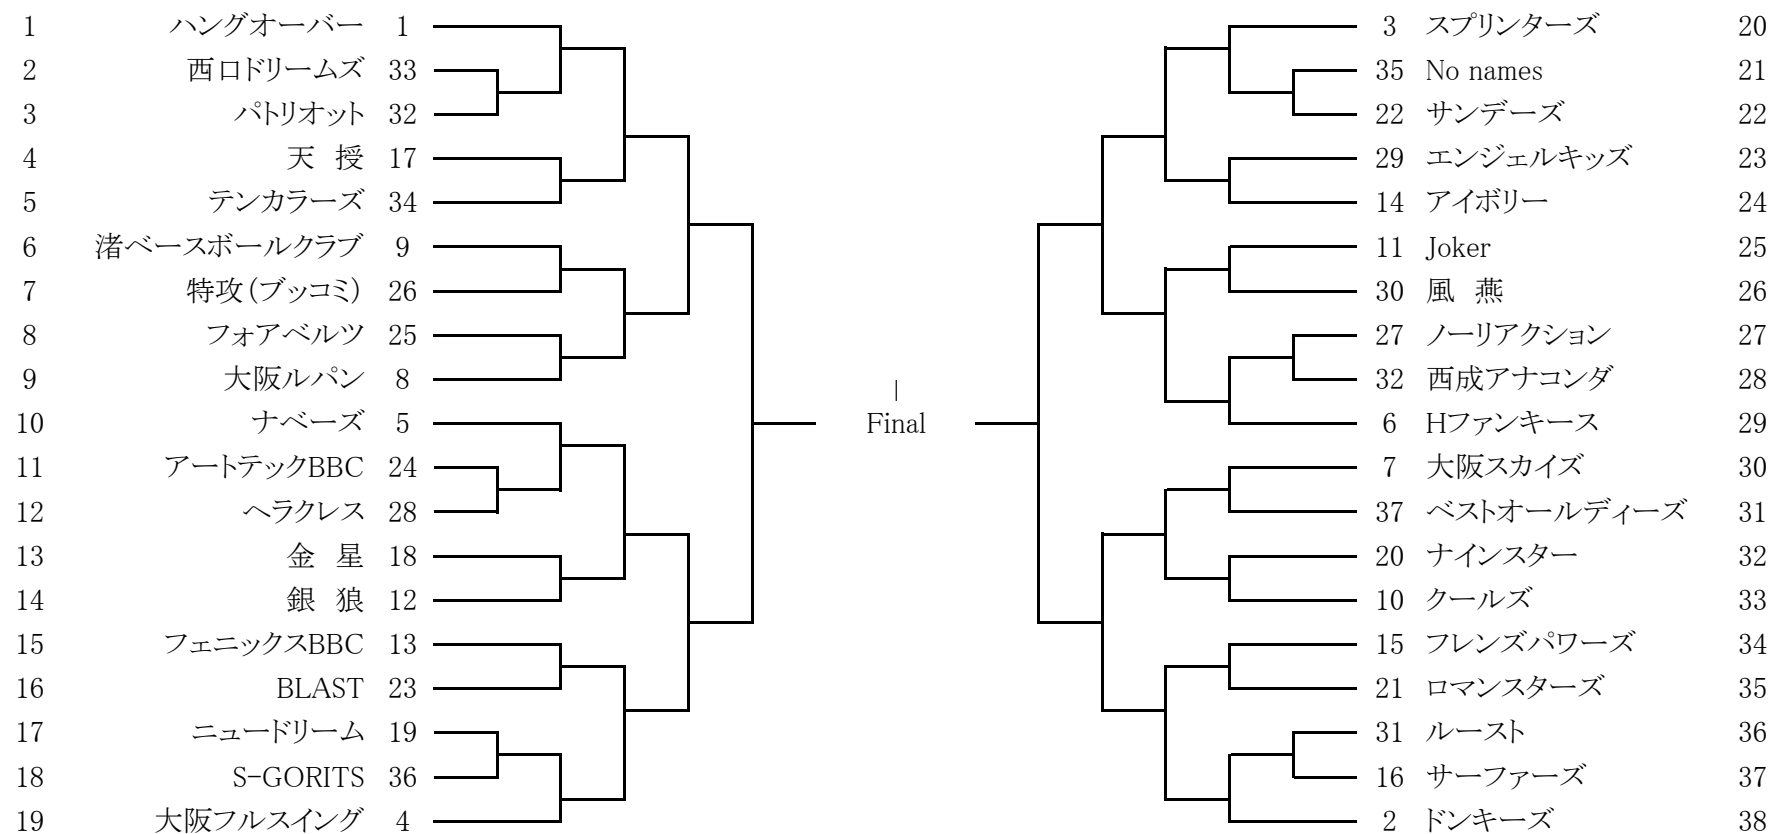 1 ハングオーバー 1 3 スプリンターズ 20
2 西口ドリームズ 33 35 No names 21
3 パトリオット 32 22 サンデーズ 22
4 天 授 17 29 エンジェルキッズ 23
5 テンカラーズ 34 14 アイボリー 24
6 渚ベースボールクラブ 9 11 Joker 25
7 特攻(ブッコミ) 26 30 風 燕 26
8 フォアベルツ 25 27 ノーリアクション 27
9 大阪ルパン 8 32 西成アナコンダ 28
10 ナベーズ 5 Final 6 Hファンキース 29
11 アートテックBBC 24 7 大阪スカイズ 30
12 ヘラクレス 28 37 ベストオールディーズ 31
13 金 星 18 20 ナインスター 32
14 銀 狼 12 10 クールズ 33
15 フェニックスBBC 13 15 フレンズパワーズ 34
16 BLAST 23 21 ロマンスターズ 35
17 ニュードリーム 19 31 ルースト 36
18 S-GORITS 36 16 サーファーズ 37
19 大阪フルスイング 4 2 ドンキーズ 38